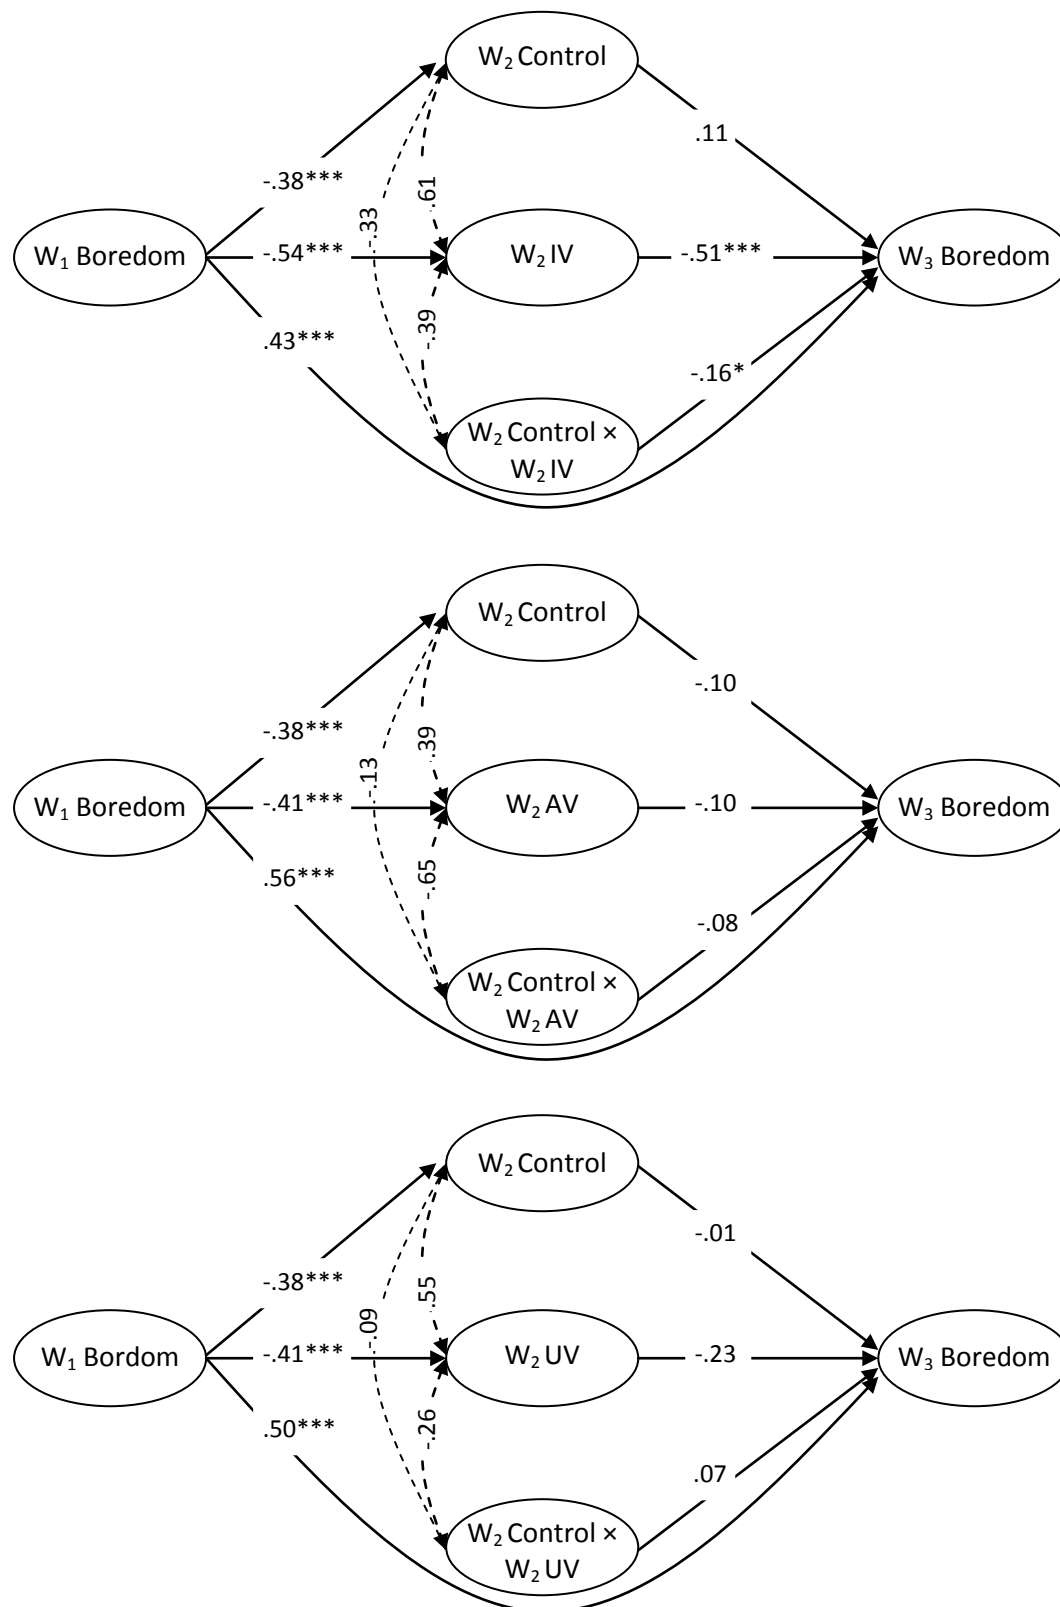 W₂ Control
.11
-.38***
.61
-.33
W₁ Boredom
-.54***
W₂ IV
-.51***
W₃ Boredom
-.39
.43***
-.16*
W₂ Control ×
W₂ IV
W₂ Control
-.10
-.38***
.39
.13
W₁ Boredom
-.41***
W₂ AV
-.10
W₃ Boredom
.65
.56***
-.08
W₂ Control ×
W₂ AV
W₂ Control
-.01
-.38***
.55
-.09
W₁ Bordom
-.41***
W₂ UV
-.23
W₃ Boredom
.26
.50***
.07
W₂ Control ×
W₂ UV